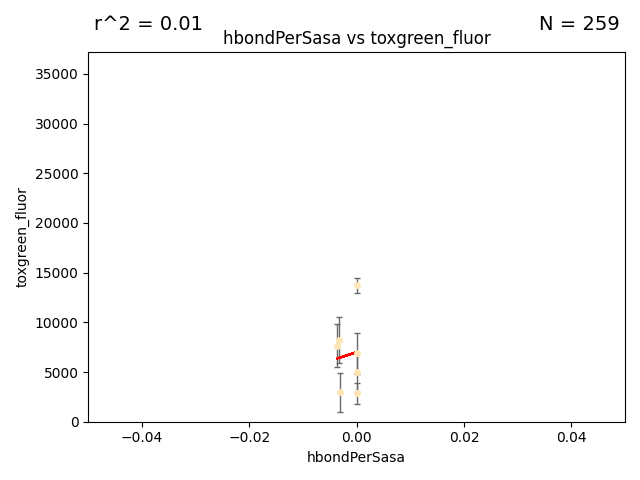 r^2 = 0.01
N = 259
hbondPerSasa vs toxgreen_fluor
35000
30000
25000
20000
15000
10000
5000
0
toxgreen_fluor
−0.04
−0.02
0.00
0.02
0.04
hbondPerSasa